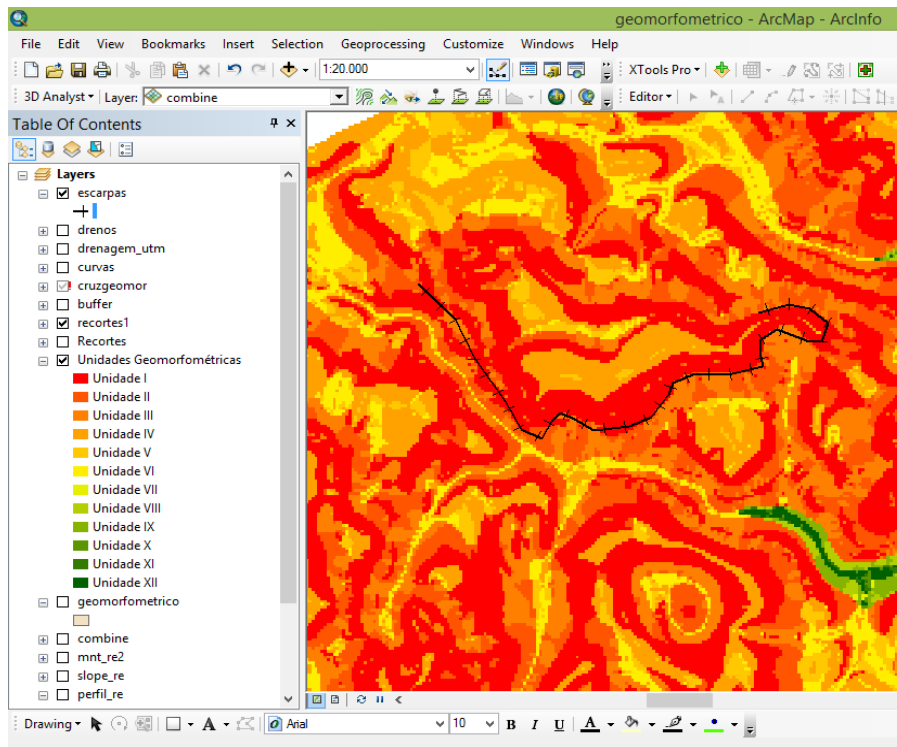 geomorfometrico - ArcMap - ArcInfo
File Edit View Bookmarks Insert Selection Geoprocessing Customize Windows Help
1:20.000 XTools Pro
3D Analyst Layer: combine Editor
Table Of Contents
Layers
escarpas
drenos
drenagem_utm
curvas
cruzgeomor
buffer
recortes1
Recortes
Unidades Geomorfométricas
Unidade I
Unidade II
Unidade III
Unidade IV
Unidade V
Unidade VI
Unidade VII
Unidade VIII
Unidade IX
Unidade X
Unidade XI
Unidade XII
geomorfometrico
combine
mnt_re2
slope_re
perfil_re
Drawing A Arial 10 B I U A